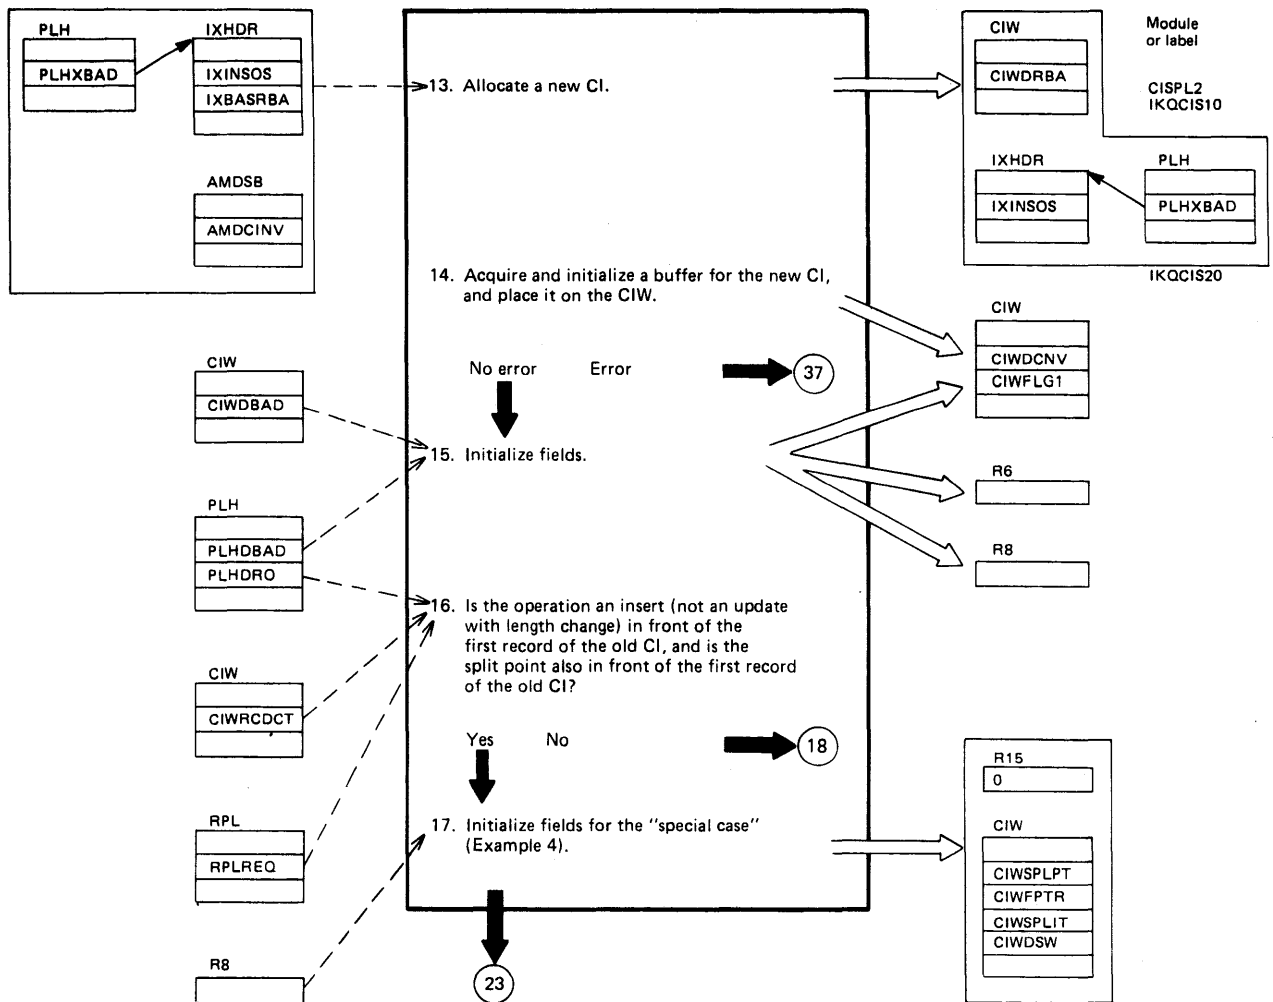 PLH
PLHXBAD
IXHDR
IXINSOS
IXBASRBA
AMDSB
AMDCINV
13. Allocate a new CI.
CIW
CIWDRBA
Module
or label
CISPL2
IKQCIS10
IXHDR
IXINSOS
PLH
PLHXBAD
14. Acquire and initialize a buffer for the new CI,
and place it on the CIW.
IKQCIS20
CIW
CIWDCNV
CIWFLG1
No error Error
37
CIW
CIWDBAD
15. Initialize fields.
R6
R8
PLH
PLHDBAD
PLHDRO
16. Is the operation an insert (not an update
with length change) in front of the
first record of the old CI, and is the
split point also in front of the first record
of the old CI?
CIW
CIWRCDCT
Yes No
18
RPL
RPLREQ
17. Initialize fields for the "special case"
(Example 4).
R15
0
CIW
CIWSPLPT
CIWFPTR
CIWSPLIT
CIWDSW
R8
23